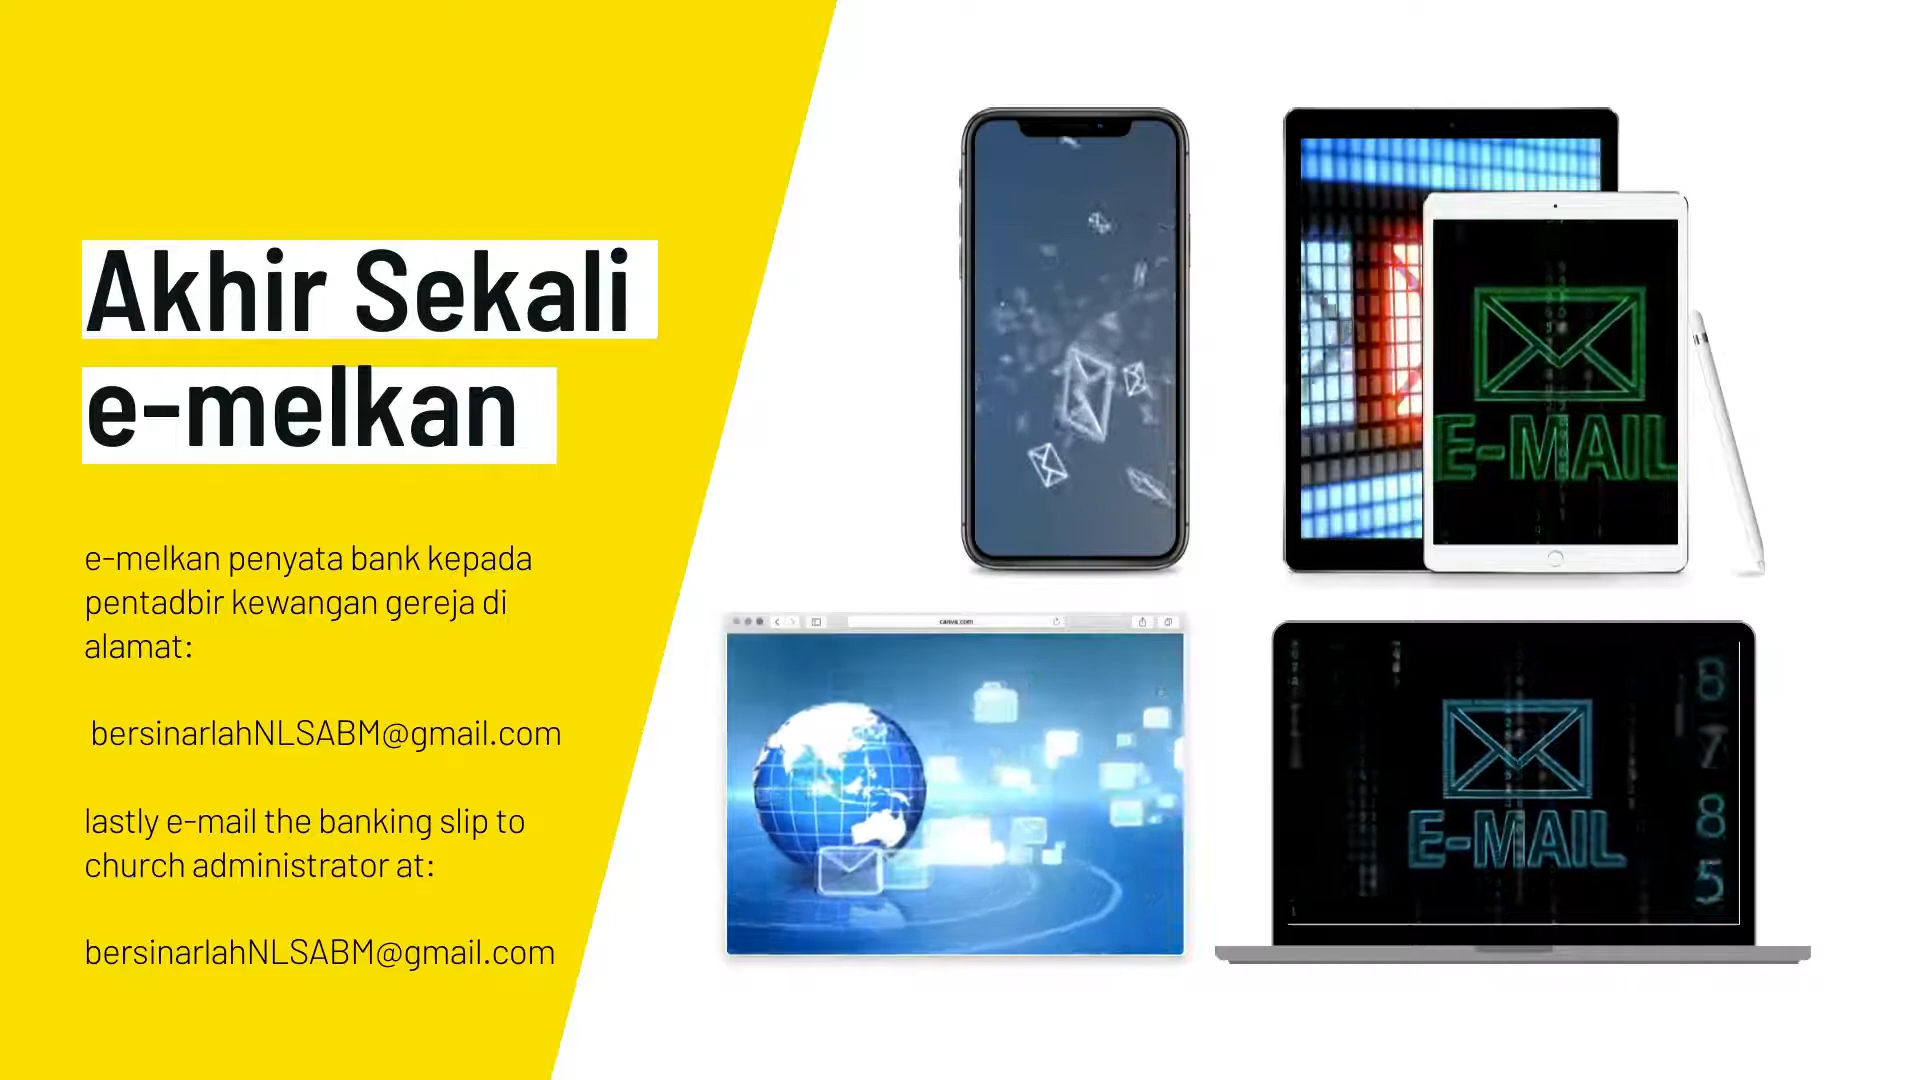 Akhir Sekali
e-melkan
e-melkan penyata bank kepada
pentadbir kewangan gereja di
alamat:
bersinarlahNLSABM@gmail.com
lastly e-mail the banking slip to
church administrator at:
bersinarlahNLSABM@gmail.com
E-MAIL
canva.com
E-MAIL
8
7
8
5